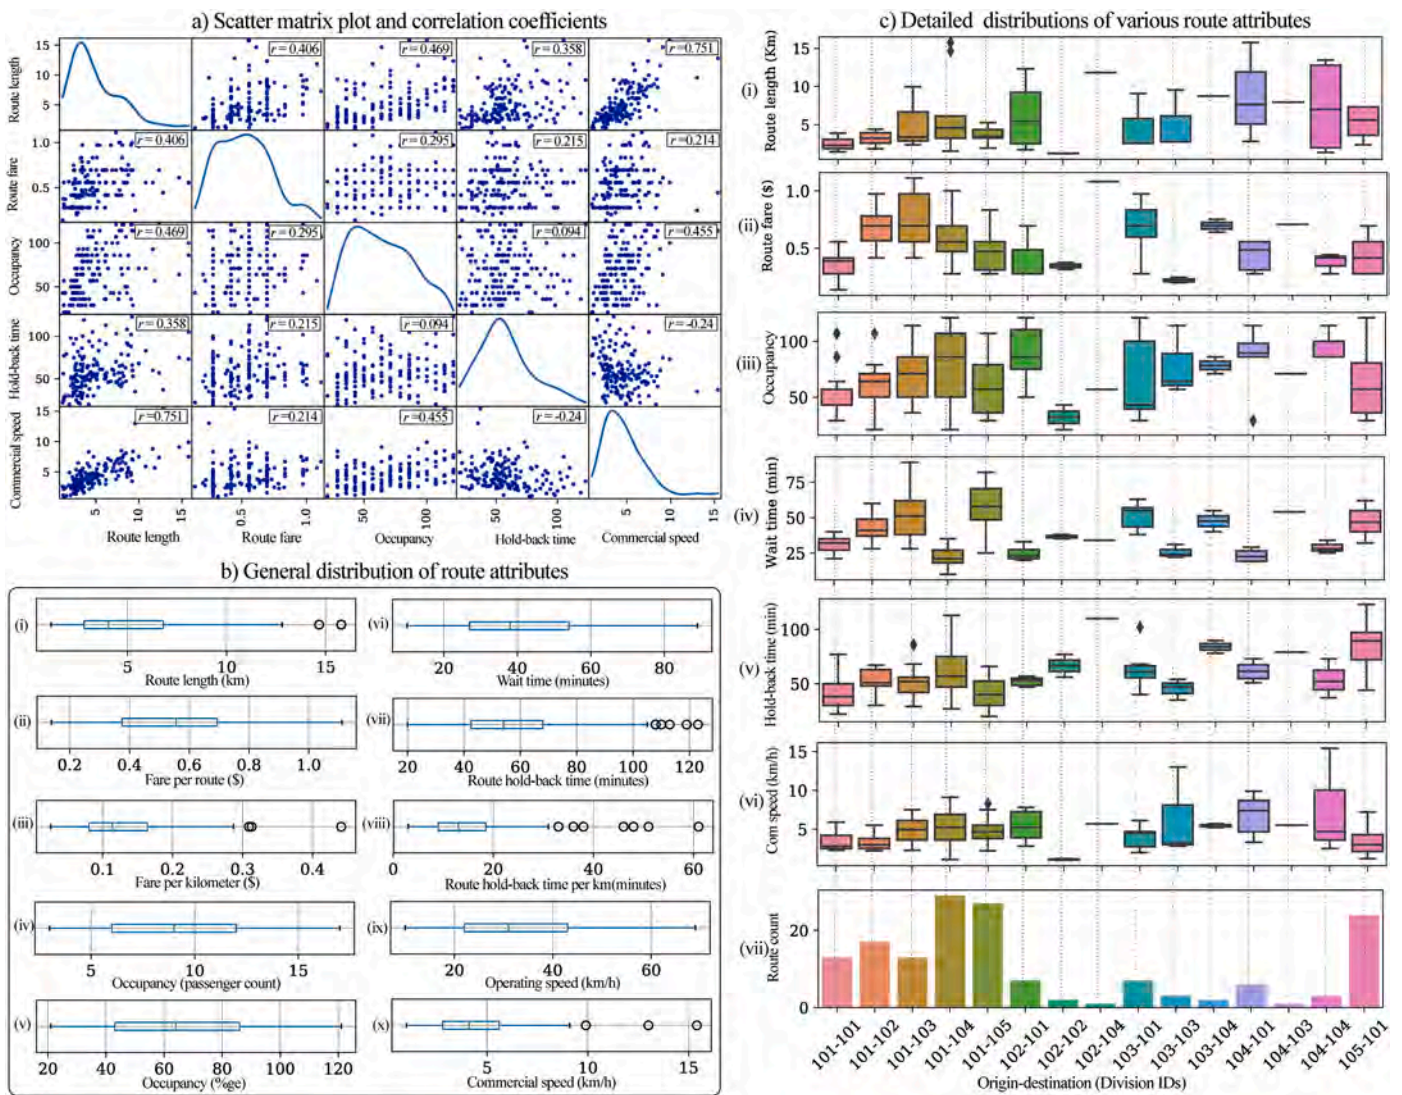 a) Scatter matrix plot and correlation coefficients
Route length
15
10
5
r = 0.406
r = 0.469
r = 0.358
r = 0.751
Route fare
1.0
0.5
r = 0.406
r = 0.295
r = 0.215
r = 0.214
Occupancy
100
50
r = 0.469
r = 0.295
r = 0.094
r = 0.455
Hold-back time
100
50
r = 0.358
r = 0.215
r = 0.094
r = -0.24
Commercial speed
15
10
5
r = 0.751
r = 0.214
r = 0.455
r = -0.24
5 10 15 0.5 1.0 50 100 50 100 5 10 15
Route length Route fare Occupancy Hold-back time Commercial speed
b) General distribution of route attributes
(i)
5 10 15
Route length (km)
(ii)
0.2 0.4 0.6 0.8 1.0
Fare per route ($)
(iii)
0.1 0.2 0.3 0.4
Fare per kilometer ($)
(iv)
5 10 15
Occupancy (passenger count)
(v)
20 40 60 80 100 120
Occupancy (%ge)
(vi)
20 40 60 80
Wait time (minutes)
(vii)
20 40 60 80 100 120
Route hold-back time (minutes)
(viii)
0 20 40 60
Route hold-back time per km(minutes)
(ix)
20 40 60
Operating speed (km/h)
(x)
5 10 15
Commercial speed (km/h)
c) Detailed distributions of various route attributes
(i)
Route length (Km)
15
10
5
(ii)
Route fare ($)
1.0
0.5
(iii)
Occupancy
100
50
(iv)
Wait time (min)
75
50
25
(v)
Hold-back time (min)
100
50
(vi)
Com speed (km/h)
15
10
5
(vii)
Route count
20
0
101-101 101-102 101-103 101-104 101-105 102-101 102-102 102-104 103-101 103-103 103-104 104-101 104-103 104-104 105-101
Origin-destination (Division IDs)